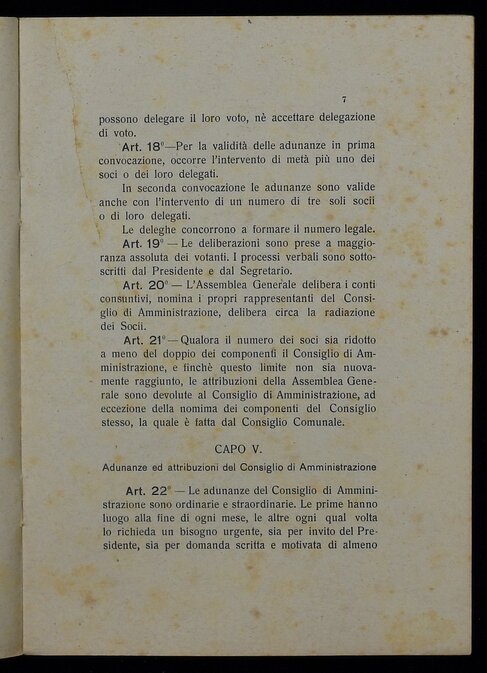 7
possono delegare il loro voto, nè accettare delegazione
di voto.
Art. 18°—Per la validità delle adunanze in prima
convocazione, occorre l'intervento di metà più uno dei
soci o dei loro delegati.
In seconda convocazione le adunanze sono valide
anche con l'intervento di un numero di tre soli socii
o di loro delegati.
Le deleghe concorrono a formare il numero legale.
Art. 19° — Le deliberazioni sono prese a maggio-
ranza assoluta dei votanti. I processi verbali sono sotto-
scritti dal Presidente e dal Segretario.
Art. 20° — L'Assemblea Generale delibera i conti
consuntivi, nomina i propri rappresentanti del Consi-
glio di Amministrazione, delibera circa la radiazione
dei Socii.
Art. 21°—Qualora il numero dei soci sia ridotto
a meno del doppio dei componenti il Consiglio di Am-
ministrazione, e finchè questo limite non sia nuova-
mente raggiunto, le attribuzioni della Assemblea Gene-
rale sono devolute al Consiglio di Amministrazione, ad
eccezione della nomima dei componenti del Consiglio
stesso, la quale è fatta dal Consiglio Comunale.
CAPO V.
Adunanze ed attribuzioni del Consiglio di Amministrazione
Art. 22° — Le adunanze del Consiglio di Ammini-
strazione sono ordinarie e straordinarie. Le prime hanno
luogo alla fine di ogni mese, le altre ogni qual volta
lo richieda un bisogno urgente, sia per invito del Pre-
sidente, sia per domanda scritta e motivata di almeno